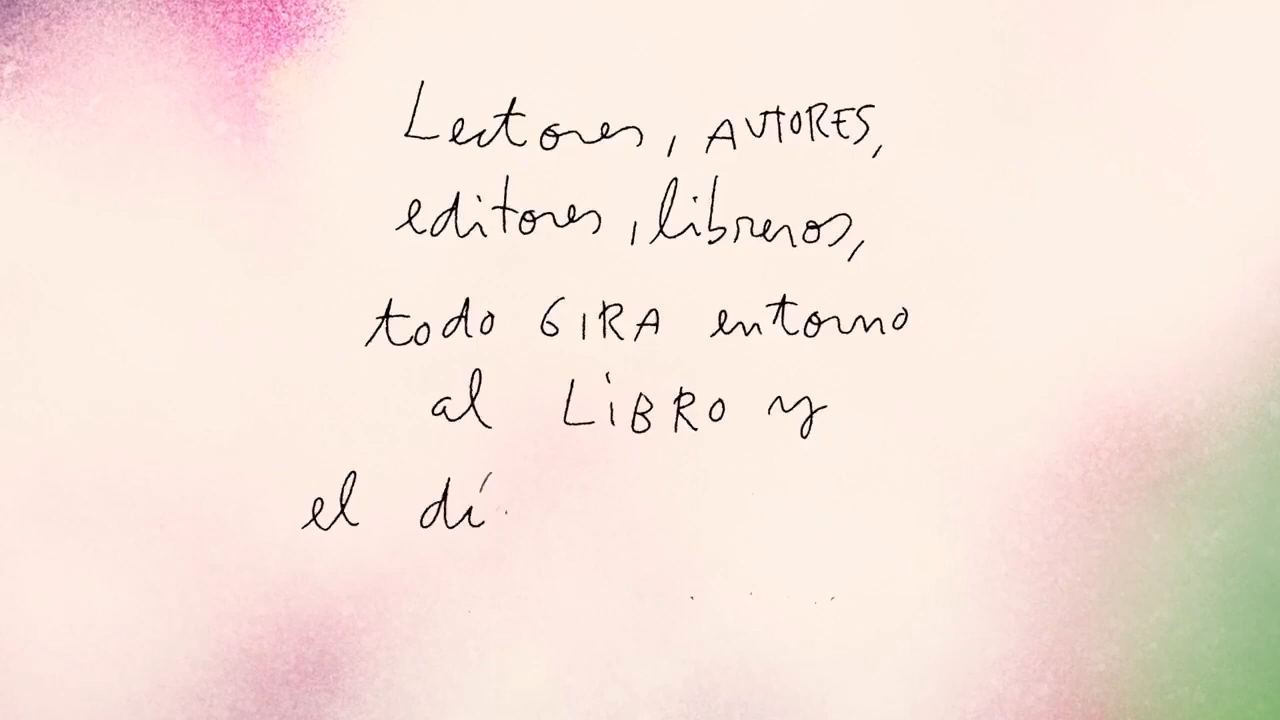 Lectores, AUTORES,
editores, libreros,
todo GIRA entorno
al LiBRO y
el dí